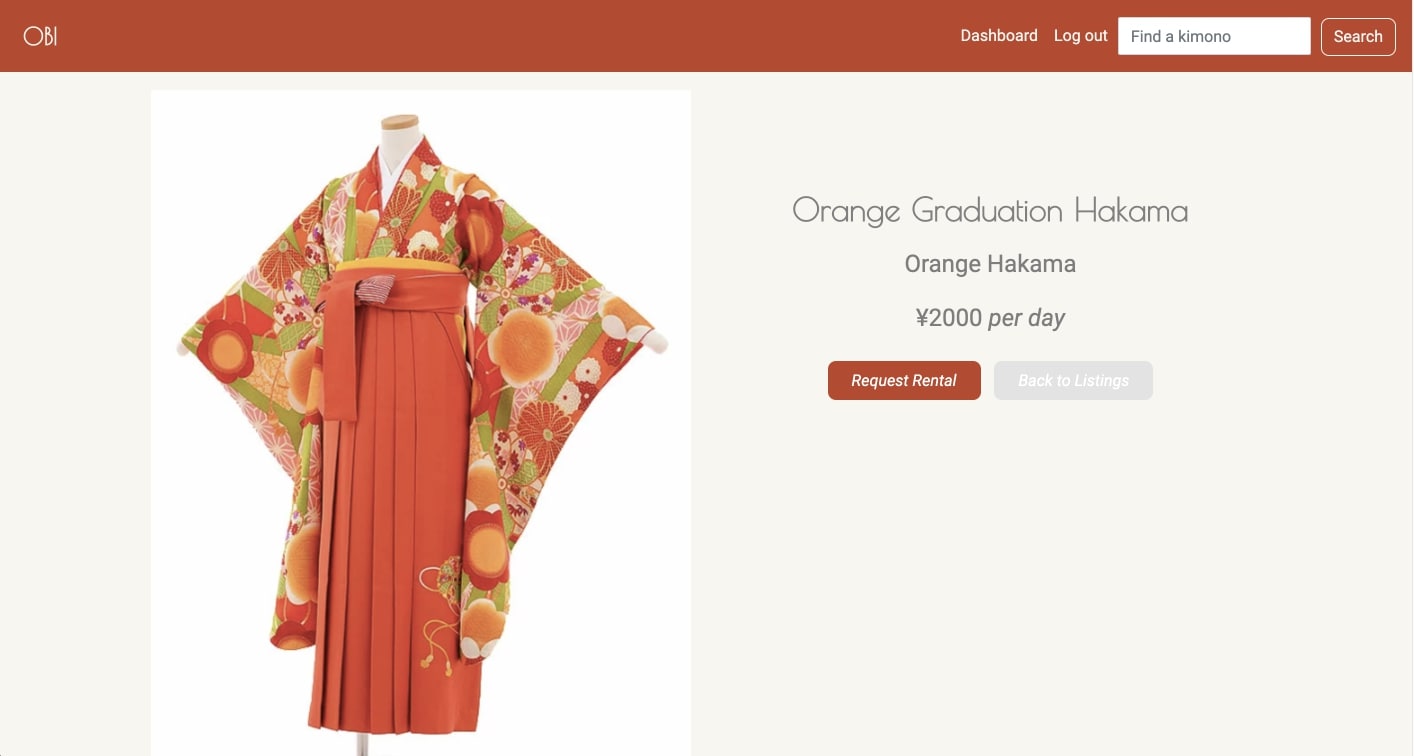 OBI
Dashboard Log out Find a kimono Search
Orange Graduation Hakama
Orange Hakama
¥2000 per day
Request Rental Back to Listings